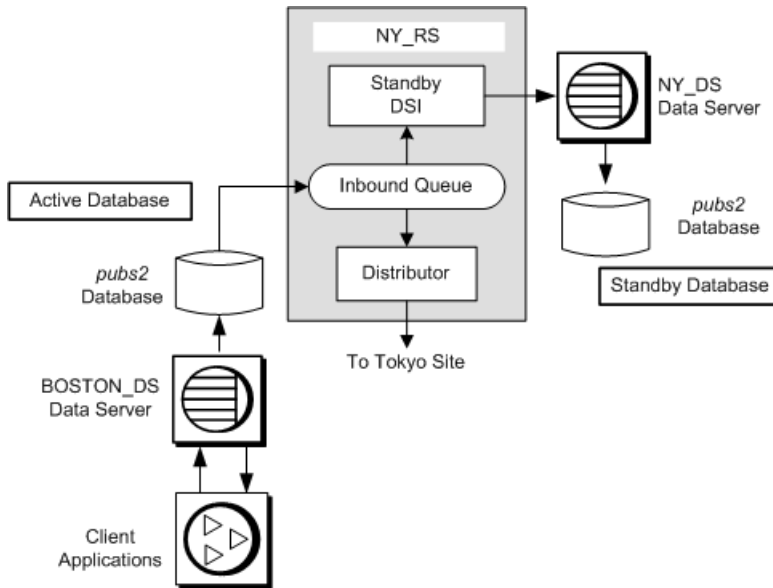 NY_RS
Standby
DSI
NY_DS
Data Server
Inbound Queue
Active Database
pubs2
Database
pubs2
Database
Distributor
Standby Database
To Tokyo Site
BOSTON_DS
Data Server
Client
Applications